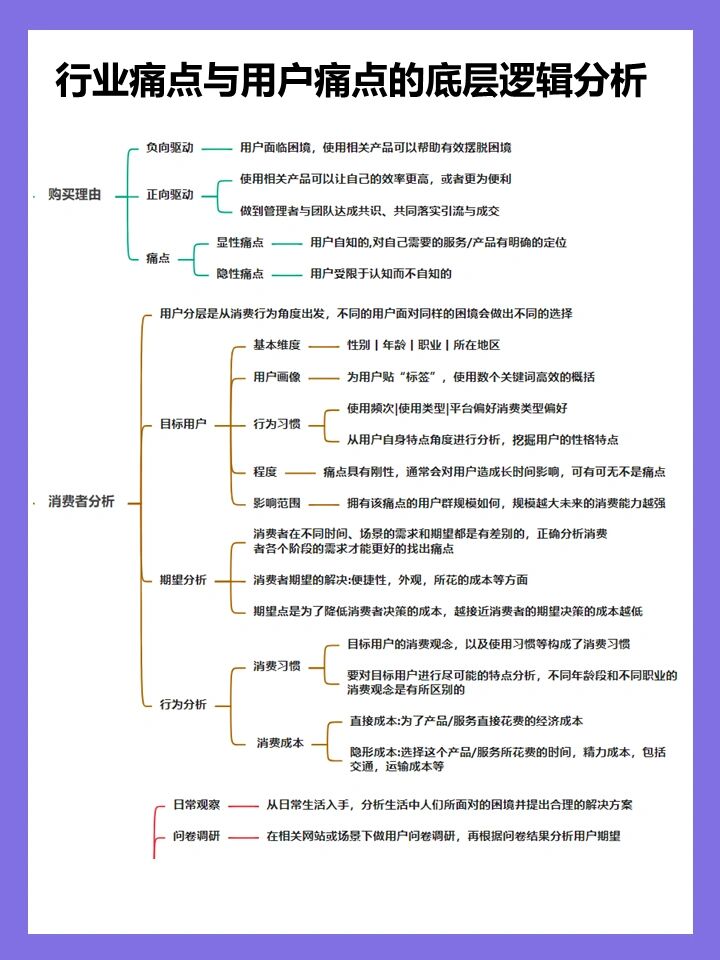 行业痛点与用户痛点的底层逻辑分析
购买理由
负向驱动
用户面临困境，使用相关产品可以帮助有效摆脱困境
正向驱动
使用相关产品可以让自己的效率更高，或者更为便利
做到管理者与团队达成共识、共同落实引流与成交
痛点
显性痛点
用户自知的,对自己需要的服务/产品有明确的定位
隐性痛点
用户受限于认知而不自知的
消费者分析
用户分层是从消费行为角度出发，不同的用户面对同样的困境会做出不同的选择
目标用户
基本维度
性别 | 年龄 | 职业 | 所在地区
用户画像
为用户贴“标签”，使用数个关键词高效的概括
行为习惯
使用频次|使用类型|平台偏好消费类型偏好
从用户自身特点角度进行分析，挖掘用户的性格特点
程度
痛点具有刚性，通常会对用户造成长时间影响，可有可无不是痛点
影响范围
拥有该痛点的用户群规模如何，规模越大未来的消费能力越强
期望分析
消费者在不同时间、场景的需求和期望都是有差别的，正确分析消费
者各个阶段的需求才能更好的找出痛点
消费者期望的解决:便捷性，外观，所花的成本等方面
期望点是为了降低消费者决策的成本，越接近消费者的期望决策的成本越低
行为分析
消费习惯
目标用户的消费观念，以及使用习惯等构成了消费习惯
要对目标用户进行尽可能的特点分析，不同年龄段和不同职业的
消费观念是有所区别的
消费成本
直接成本:为了产品/服务直接花费的经济成本
隐形成本:选择这个产品/服务所花费的时间，精力成本，包括
交通，运输成本等
日常观察
从日常生活入手，分析生活中人们所面对的困境并提出合理的解决方案
问卷调研
在相关网站或场景下做用户问卷调研，再根据问卷结果分析用户期望